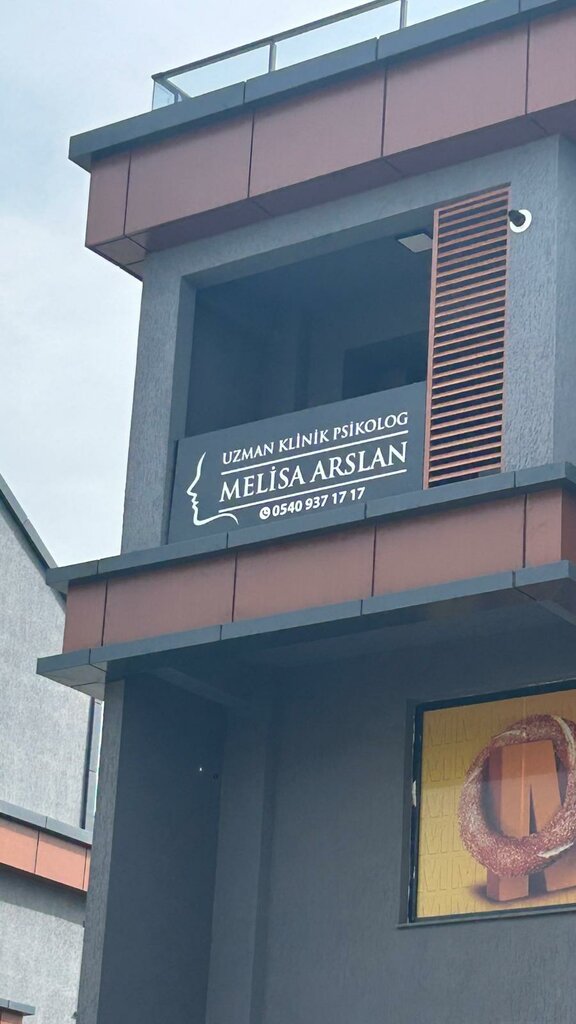 UZMAN KLİNİK PSİKOLOG
MELİSA ARSLAN
0540 937 17 17